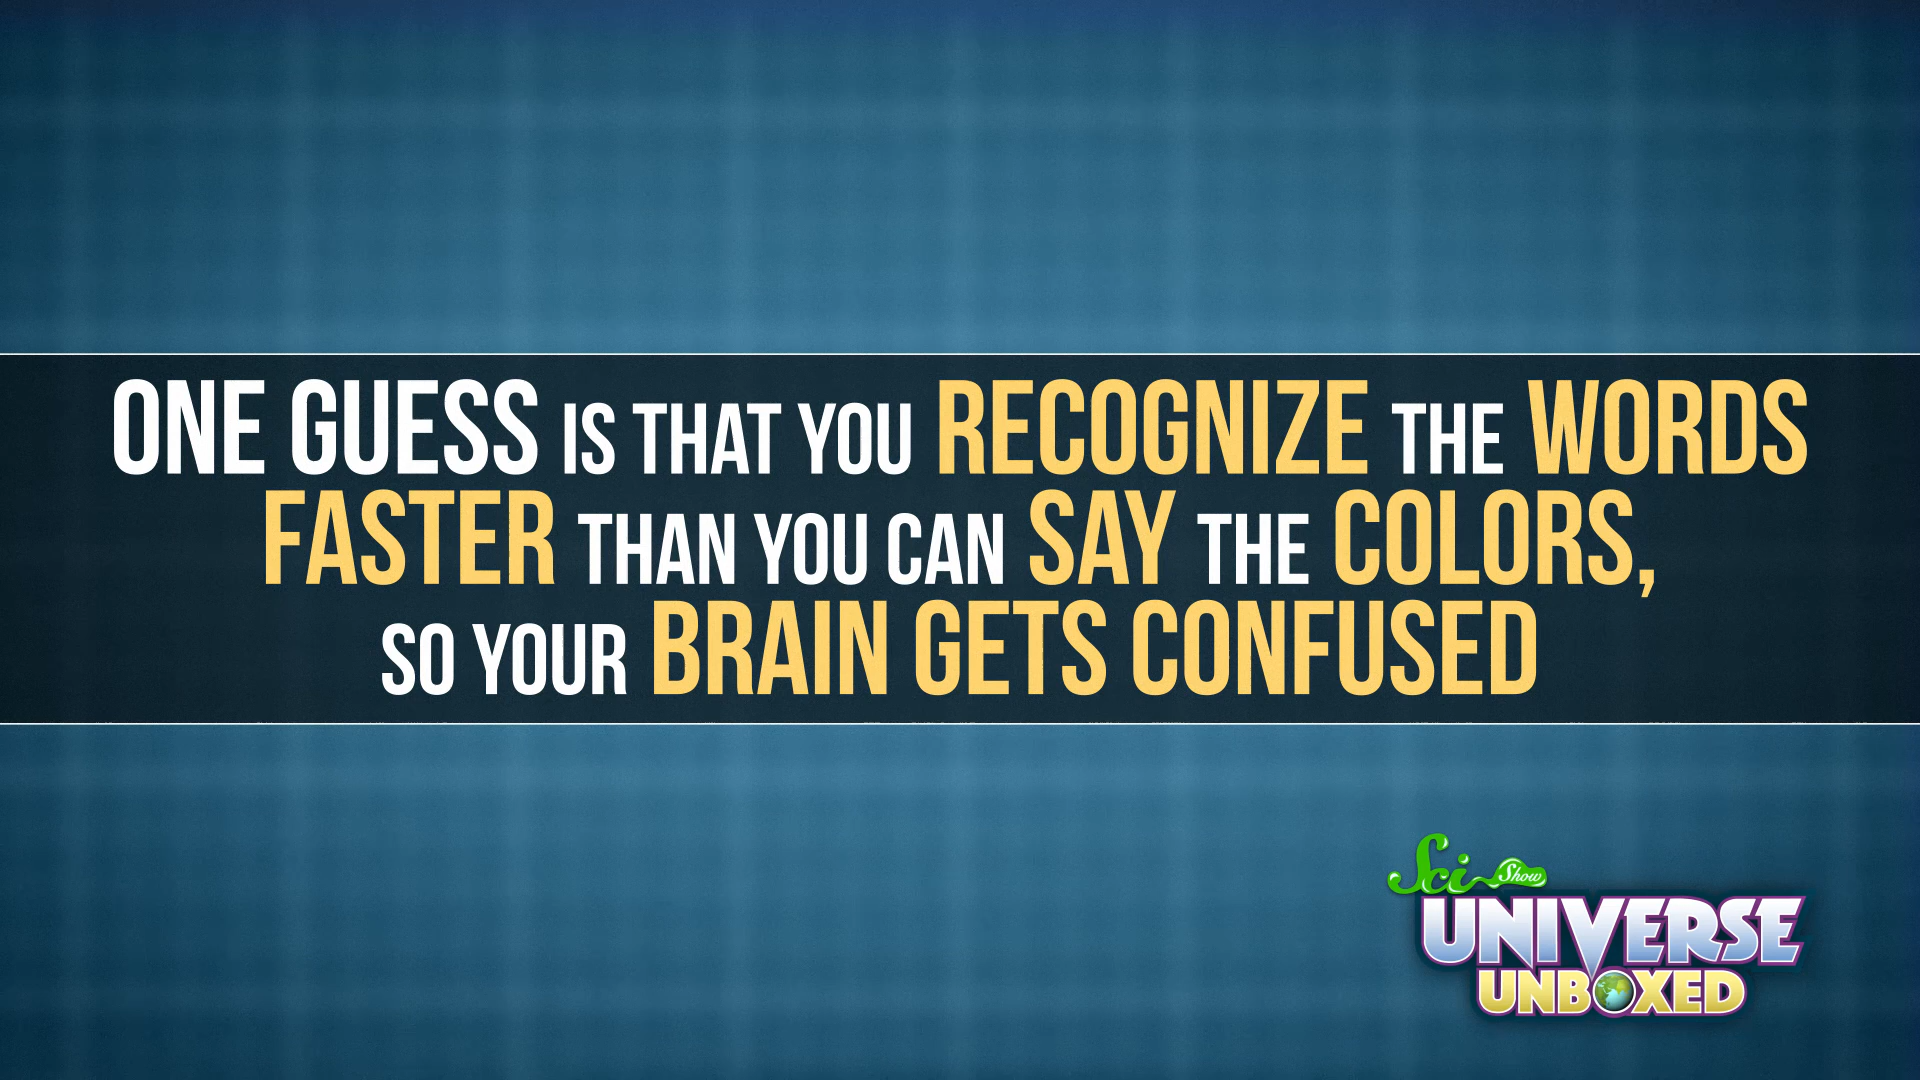 ONE GUESS IS THAT YOU RECOGNIZE THE WORDS
FASTER THAN YOU CAN SAY THE COLORS,
SO YOUR BRAIN GETS CONFUSED
Sci Show
UNIVERSE
UNBOXED